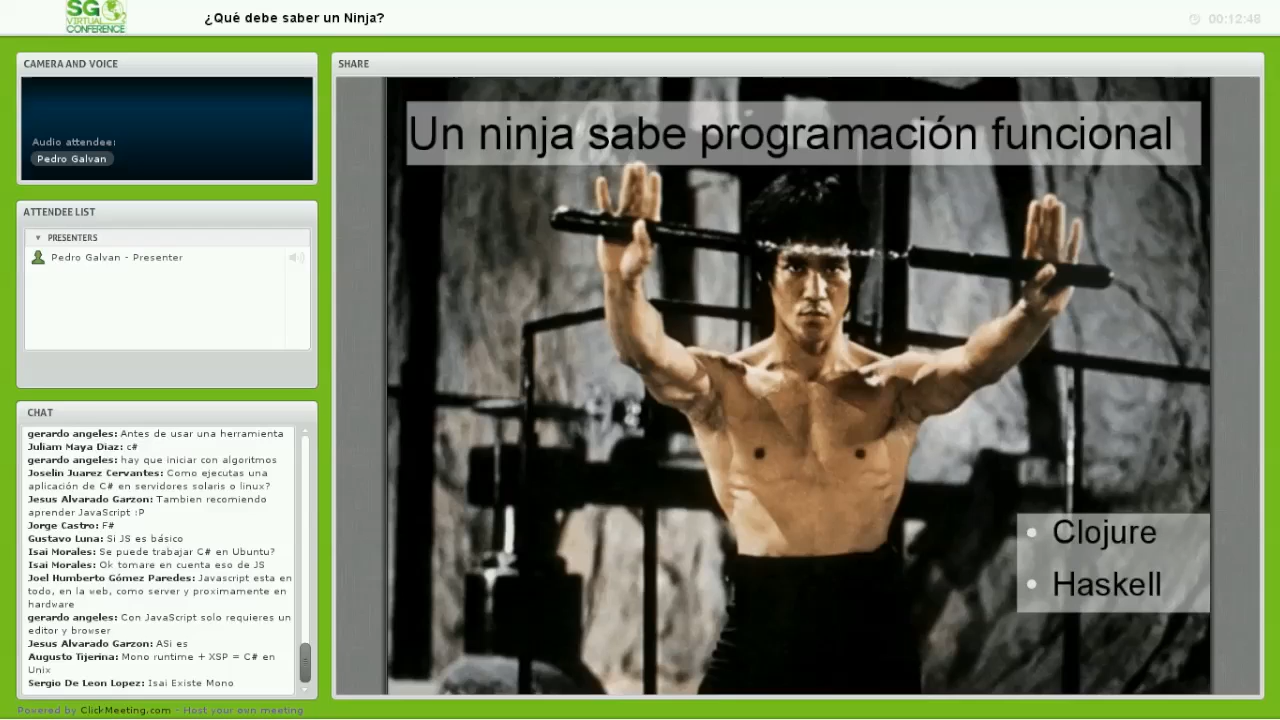 SG
VIRTUAL
CONFERENCE
¿Qué debe saber un Ninja?
00:12:48
CAMERA AND VOICE
Audio attendee:
Pedro Galvan
ATTENDEE LIST
PRESENTERS
Pedro Galvan - Presenter
CHAT
gerardo angeles: Antes de usar una herramienta
Juliam Maya Diaz: c#
gerardo angeles: hay que iniciar con algoritmos
Joselin Juarez Cervantes: Como ejecutas una
aplicación de C# en servidores solaris o linux?
Jesus Alvarado Garzon: Tambien recomiendo
aprender JavaScript :P
Jorge Castro: F#
Gustavo Luna: Si JS es básico
Isai Morales: Se puede trabajar C# en Ubuntu?
Isai Morales: Ok tomare en cuenta eso de JS
Joel Humberto Gómez Paredes: Javascript esta en
todo, en la web, como server y proximamente en
hardware
gerardo angeles: Con JavaScript solo requieres un
editor y browser
Jesus Alvarado Garzon: ASi es
Augusto Tijerina: Mono runtime + XSP = C# en
Unix
Sergio De Leon Lopez: Isai Existe Mono
Powered by ClickMeeting.com - Host your own meeting
SHARE
Un ninja sabe programación funcional
• Clojure
• Haskell